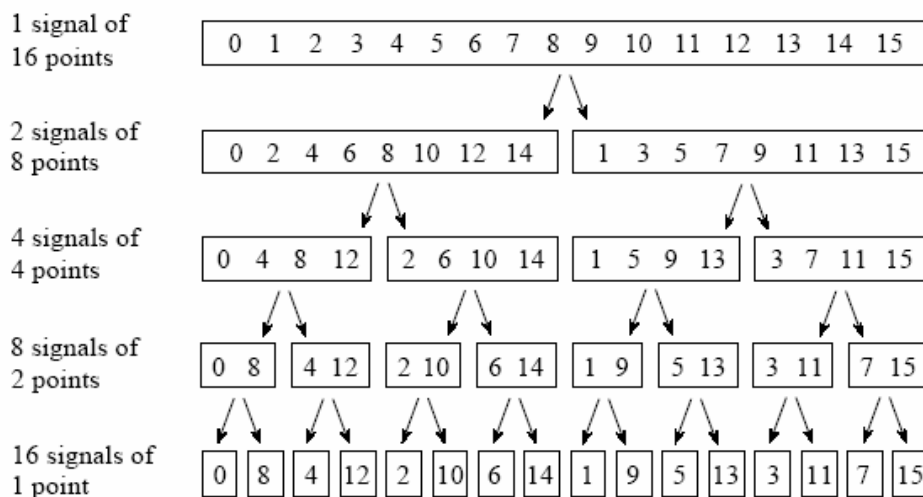 1 signal of
16 points
0 1 2 3 4 5 6 7 8 9 10 11 12 13 14 15
2 signals of
8 points
0 2 4 6 8 10 12 14 1 3 5 7 9 11 13 15
4 signals of
4 points
0 4 8 12 2 6 10 14 1 5 9 13 3 7 11 15
8 signals of
2 points
0 8 4 12 2 10 6 14 1 9 5 13 3 11 7 15
16 signals of
1 point
0 8 4 12 2 10 6 14 1 9 5 13 3 11 7 15